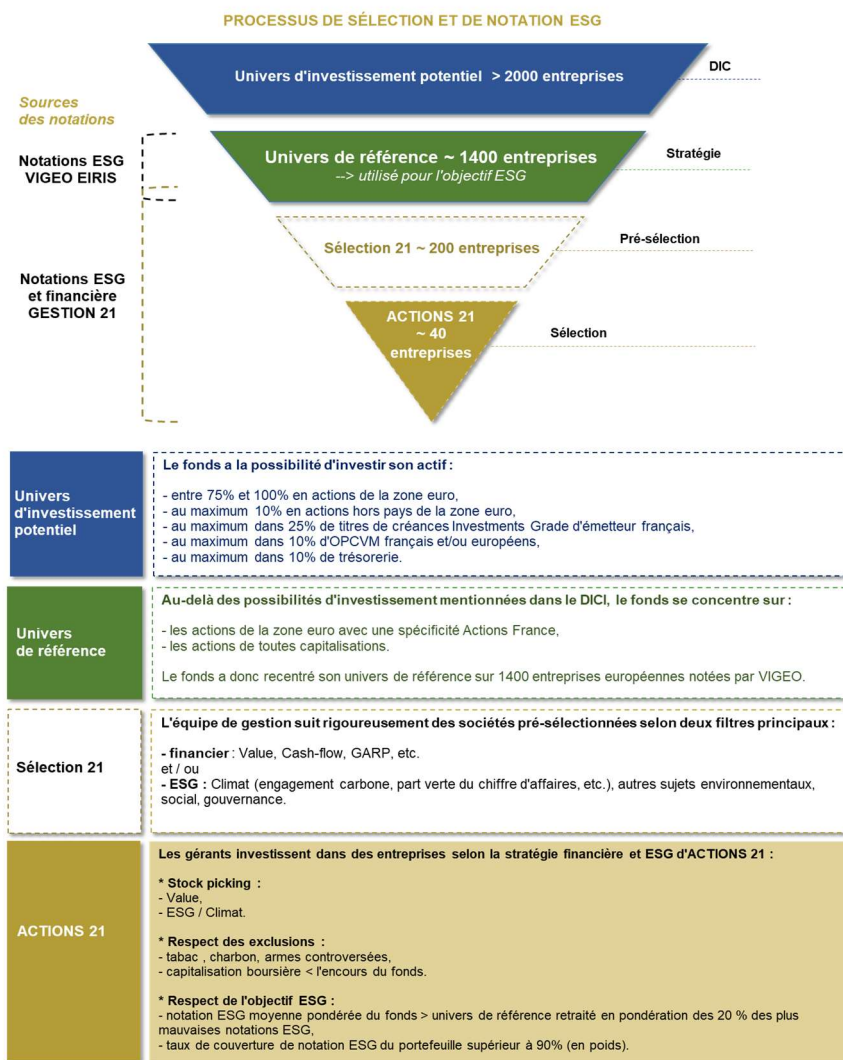 PROCESSUS DE SÉLECTION ET DE NOTATION ESG
Univers d'investissement potentiel > 2000 entreprises
DIC
Sources
des notations
Notations ESG
VIGEO EIRIS
Univers de référence ~ 1400 entreprises
--> utilisé pour l'objectif ESG
Stratégie
Sélection 21 ~ 200 entreprises
Pré-sélection
Notations ESG
et financière
GESTION 21
ACTIONS 21
~ 40
entreprises
Sélection
Univers
d'investissement
potentiel
Le fonds a la possibilité d'investir son actif :
- entre 75% et 100% en actions de la zone euro,
- au maximum 10% en actions hors pays de la zone euro,
- au maximum dans 25% de titres de créances Investments Grade d'émetteur français,
- au maximum dans 10% d'OPCVM français et/ou européens,
- au maximum dans 10% de trésorerie.
Univers
de référence
Au-delà des possibilités d'investissement mentionnées dans le DICI, le fonds se concentre sur :
- les actions de la zone euro avec une spécificité Actions France,
- les actions de toutes capitalisations.
Le fonds a donc recentré son univers de référence sur 1400 entreprises européennes notées par VIGEO.
Sélection 21
L'équipe de gestion suit rigoureusement des sociétés pré-sélectionnées selon deux filtres principaux :
- financier : Value, Cash-flow, GARP, etc.
et / ou
- ESG : Climat (engagement carbone, part verte du chiffre d'affaires, etc.), autres sujets environnementaux,
social, gouvernance.
ACTIONS 21
Les gérants investissent dans des entreprises selon la stratégie financière et ESG d'ACTIONS 21 :
* Stock picking :
- Value,
- ESG / Climat.
* Respect des exclusions :
- tabac , charbon, armes controversées,
- capitalisation boursière < l'encours du fonds.
* Respect de l'objectif ESG :
- notation ESG moyenne pondérée du fonds > univers de référence retraité en pondération des 20 % des plus
mauvaises notations ESG,
- taux de couverture de notation ESG du portefeuille supérieur à 90% (en poids).